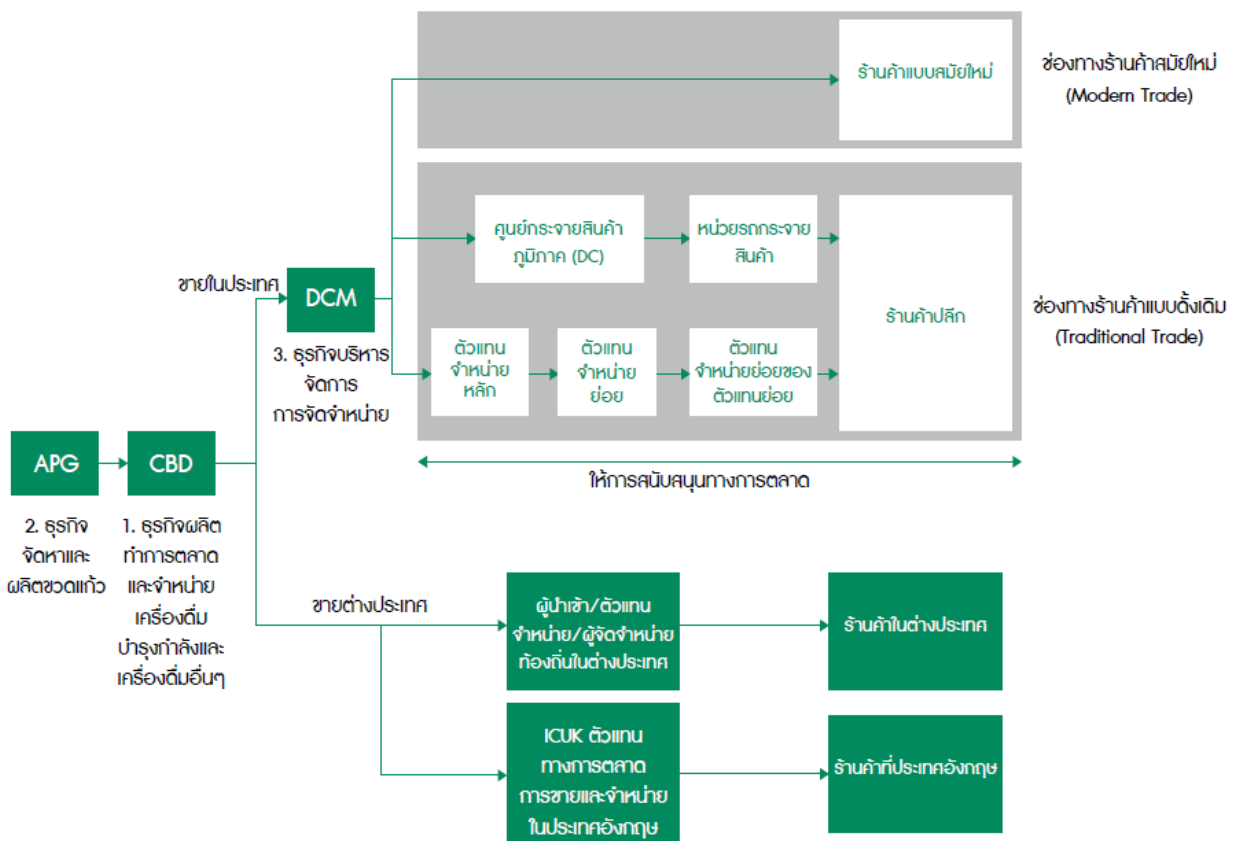 ร้านค้าแบบสมัยใหม่
ช่องทางร้านค้าสมัยใหม่
(Modern Trade)
ศูนย์กระจายสินค้า
ภูมิภาค (DC)
หน่วยรถกระจาย
สินค้า
ร้านค้าปลีก
ช่องทางร้านค้าแบบดั้งเดิม
(Traditional Trade)
ขายในประเทศ
DCM
3. ธุรกิจบริหาร
จัดการ
การจัดจำหน่าย
ตัวแทน
จำหน่าย
หลัก
ตัวแทน
จำหน่าย
ย่อย
ตัวแทน
จำหน่ายย่อยของ
ตัวแทนย่อย
ให้การสนับสนุนทางการตลาด
APG
2. ธุรกิจ
จัดหาและ
ผลิตขวดแก้ว
CBD
1. ธุรกิจผลิต
ทำการตลาด
และจำหน่าย
เครื่องดื่ม
บำรุงกำลังและ
เครื่องดื่มอื่นๆ
ขายต่างประเทศ
ผู้นำเข้า/ตัวแทน
จำหน่าย/ผู้จัดจำหน่าย
ท้องถิ่นในต่างประเทศ
ร้านค้าในต่างประเทศ
ICUK ตัวแทน
ทางการตลาด
การขายและจำหน่าย
ในประเทศอังกฤษ
ร้านค้าที่ประเทศอังกฤษ